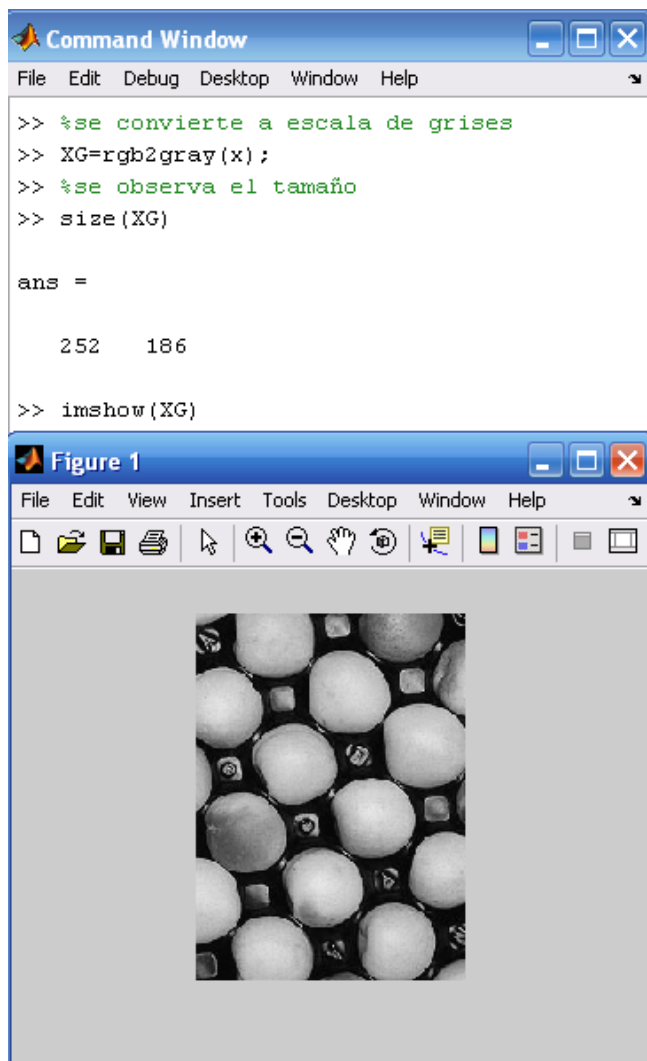 Command Window
File Edit Debug Desktop Window Help
>> %se convierte a escala de grises
>> XG=rgb2gray(x);
>> %se observa el tamaño
>> size(XG)
ans =
252 186
>> imshow(XG)
Figure 1
File Edit View Insert Tools Desktop Window Help